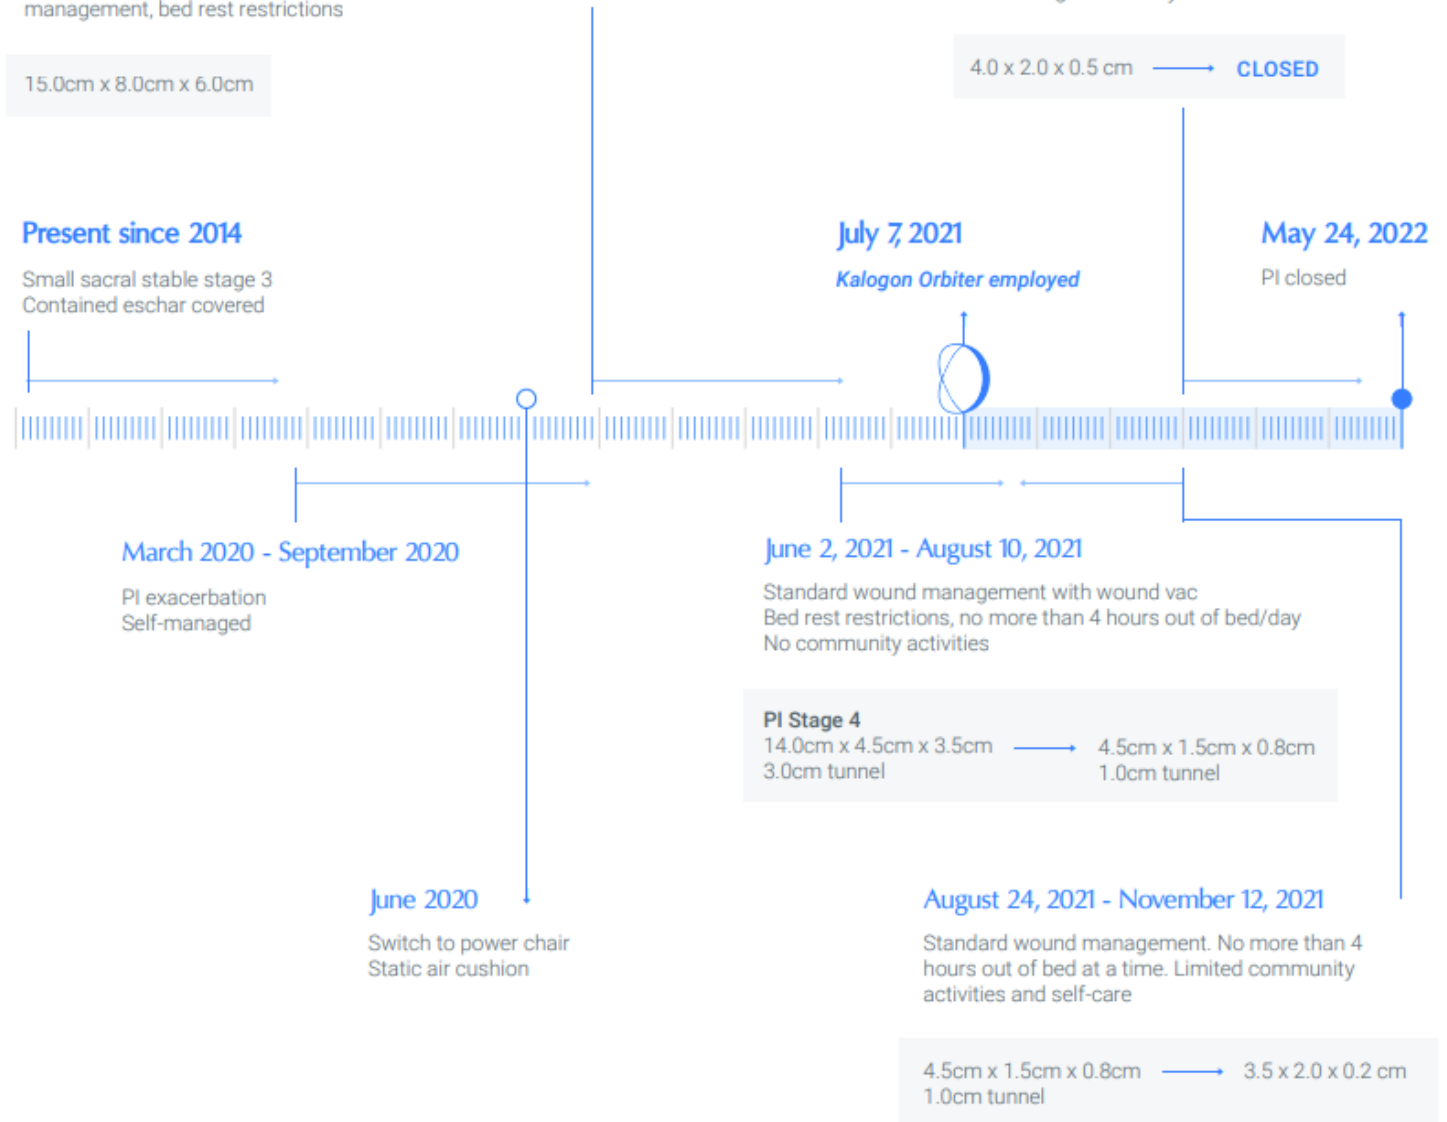 management, bed rest restrictions
15.0cm x 8.0cm x 6.0cm
4.0 x 2.0 x 0.5 cm
CLOSED
Present since 2014
Small sacral stable stage 3
Contained eschar covered
July 7, 2021
Kalogon Orbiter employed
May 24, 2022
PI closed
March 2020 - September 2020
PI exacerbation
Self-managed
June 2, 2021 - August 10, 2021
Standard wound management with wound vac
Bed rest restrictions, no more than 4 hours out of bed/day
No community activities
PI Stage 4
14.0cm x 4.5cm x 3.5cm
3.0cm tunnel
4.5cm x 1.5cm x 0.8cm
1.0cm tunnel
June 2020
Switch to power chair
Static air cushion
August 24, 2021 - November 12, 2021
Standard wound management. No more than 4
hours out of bed at a time. Limited community
activities and self-care
4.5cm x 1.5cm x 0.8cm
1.0cm tunnel
3.5 x 2.0 x 0.2 cm